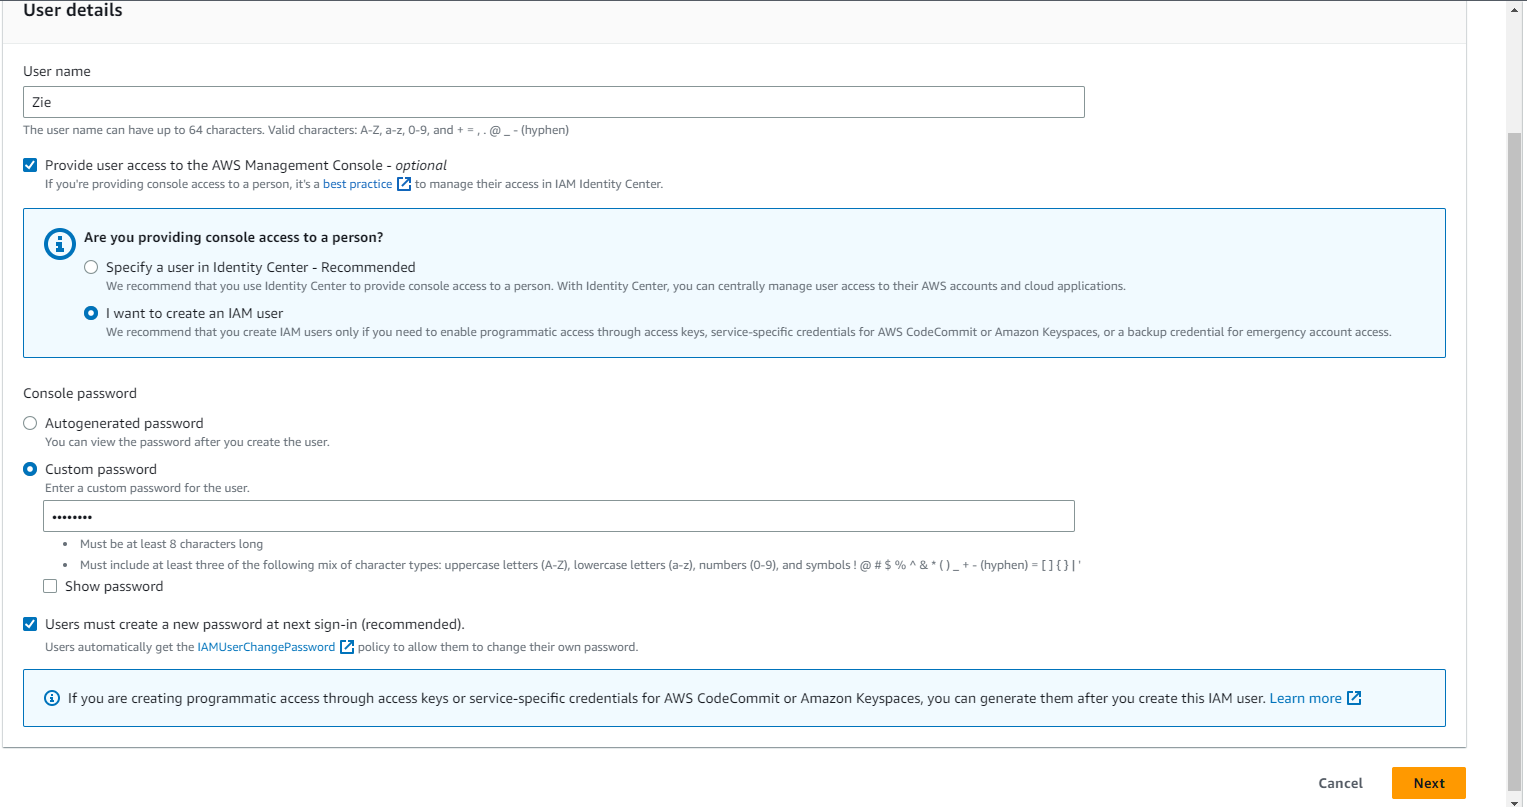 User details
User name
Zie
The user name can have up to 64 characters. Valid characters: A-Z, a-z, 0-9, and + = , . @ _ - (hyphen)
Provide user access to the AWS Management Console - optional
If you're providing console access to a person, it's a best practice to manage their access in IAM Identity Center.
Are you providing console access to a person?
Specify a user in Identity Center - Recommended
We recommend that you use Identity Center to provide console access to a person. With Identity Center, you can centrally manage user access to their AWS accounts and cloud applications.
I want to create an IAM user
We recommend that you create IAM users only if you need to enable programmatic access through access keys, service-specific credentials for AWS CodeCommit or Amazon Keyspaces, or a backup credential for emergency account access.
Console password
Autogenerated password
You can view the password after you create the user.
Custom password
Enter a custom password for the user.
••••••••
• Must be at least 8 characters long
• Must include at least three of the following mix of character types: uppercase letters (A-Z), lowercase letters (a-z), numbers (0-9), and symbols ! @ # $ % ^ & * ( ) _ + - (hyphen) = [ ] { } | '
Show password
Users must create a new password at next sign-in (recommended).
Users automatically get the IAMUserChangePassword policy to allow them to change their own password.
If you are creating programmatic access through access keys or service-specific credentials for AWS CodeCommit or Amazon Keyspaces, you can generate them after you create this IAM user. Learn more
Cancel
Next